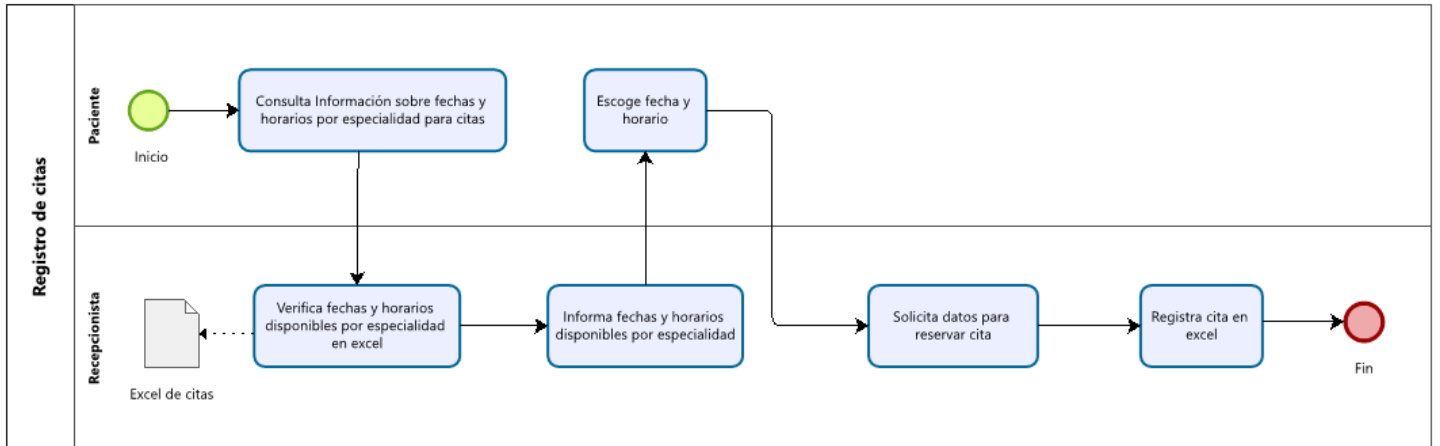 Registro de citas
Paciente
Inicio
Consulta Información sobre fechas y
horarios por especialidad para citas
Escoge fecha y
horario
Recepcionista
Excel de citas
Verifica fechas y horarios
disponibles por especialidad
en excel
Informa fechas y horarios
disponibles por especialidad
Solicita datos para
reservar cita
Registra cita en
excel
Fin